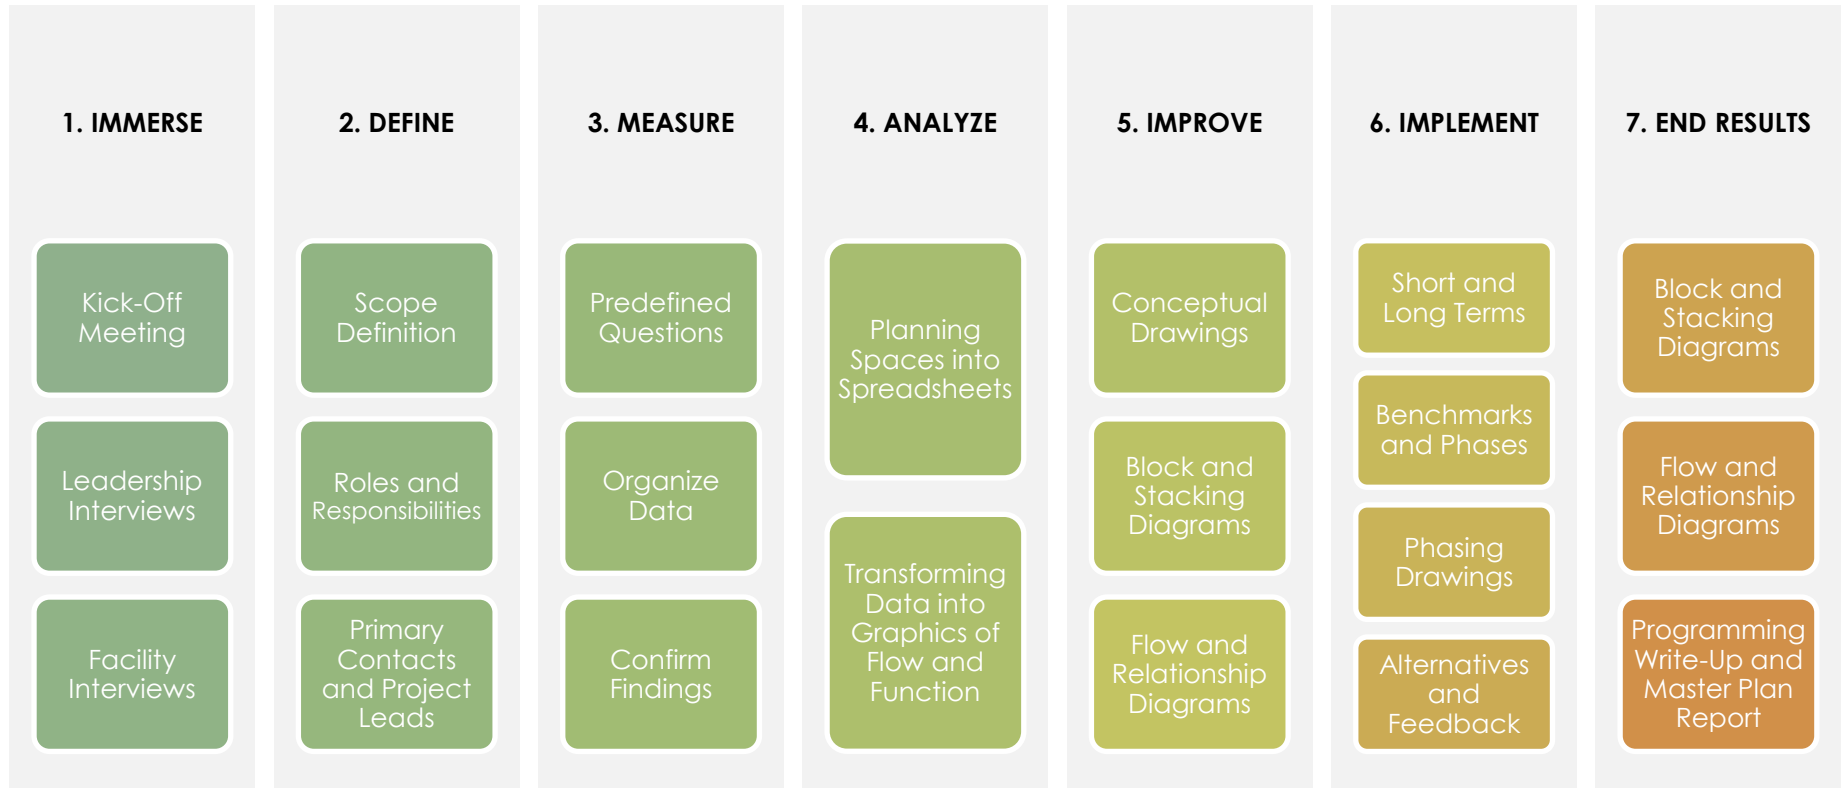 1. IMMERSE
Kick-Off
Meeting
Leadership
Interviews
Facility
Interviews
2. DEFINE
Scope
Definition
Roles and
Responsibilities
Primary
Contacts
and Project
Leads
3. MEASURE
Predefined
Questions
Organize
Data
Confirm
Findings
4. ANALYZE
Planning
Spaces into
Spreadsheets
Transforming
Data into
Graphics of
Flow and
Function
5. IMPROVE
Conceptual
Drawings
Block and
Stacking
Diagrams
Flow and
Relationship
Diagrams
6. IMPLEMENT
Short and
Long Terms
Benchmarks
and Phases
Phasing
Drawings
Alternatives
and
Feedback
7. END RESULTS
Block and
Stacking
Diagrams
Flow and
Relationship
Diagrams
Programming
Write-Up and
Master Plan
Report